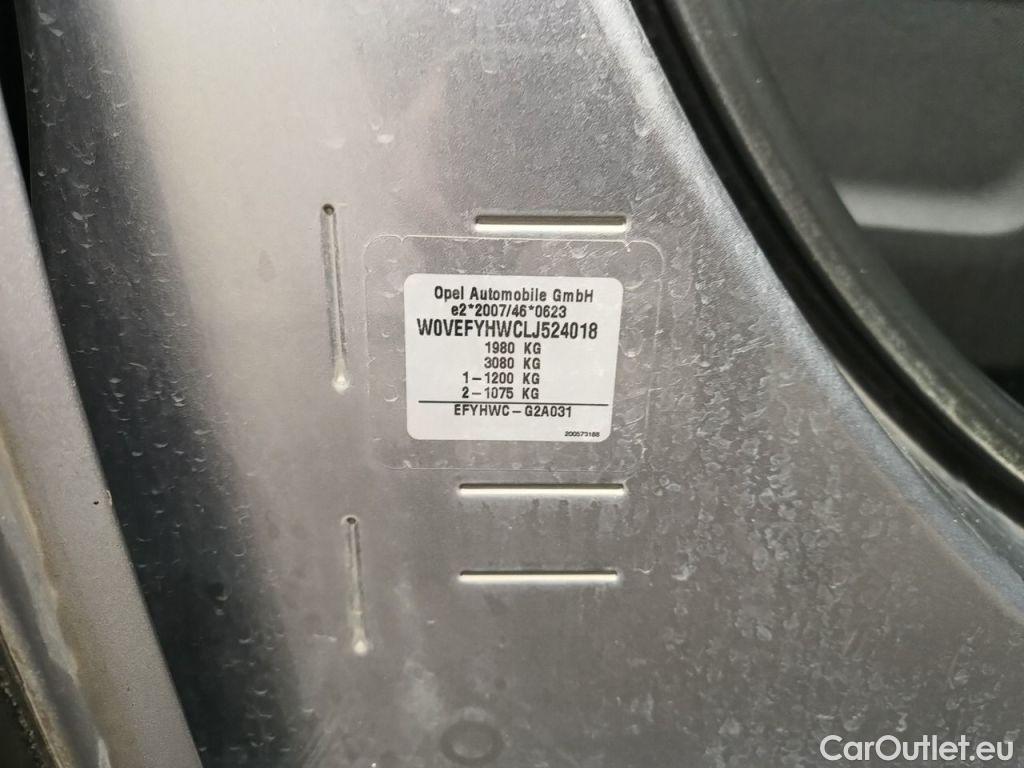 Opel Automobile GmbH
e2*2007/46*0623
W0VEFYHWCLJ524018
1980 KG
3080 KG
1-1200 KG
2-1075 KG
EFYHWC-G2A031
200573188
CarOutlet.eu